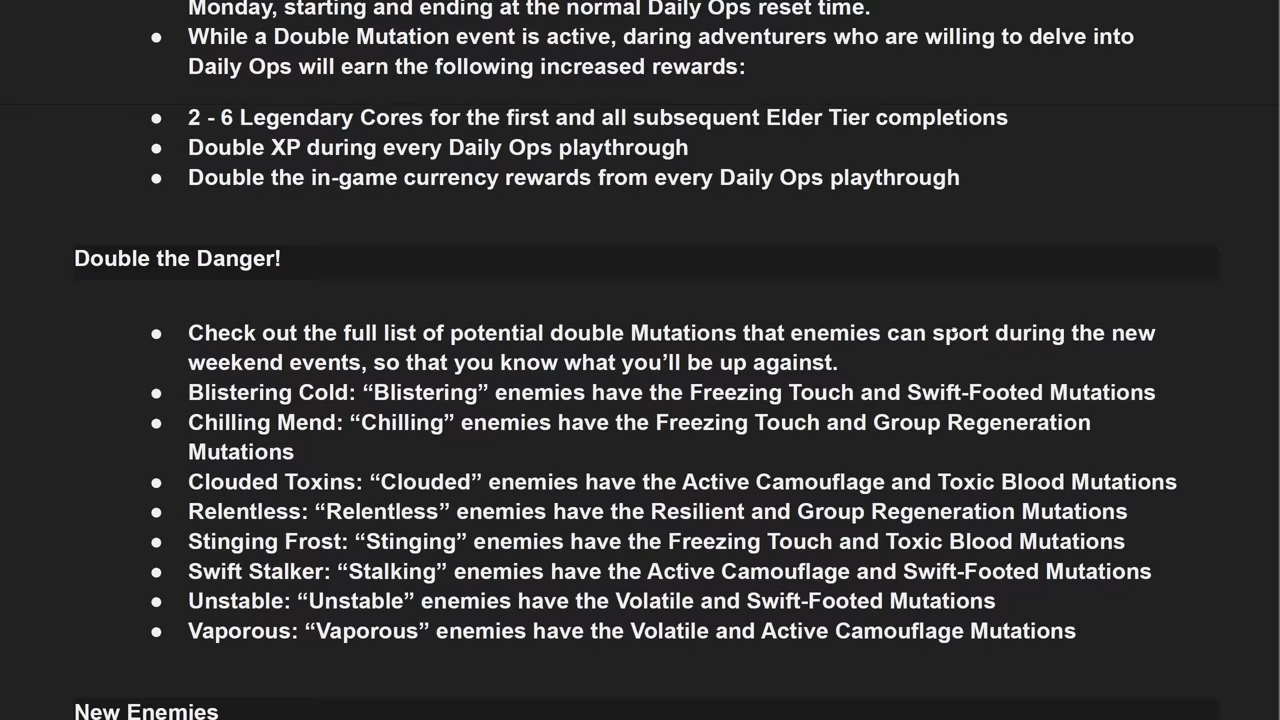 Monday, starting and ending at the normal Daily Ops reset time.
● While a Double Mutation event is active, daring adventurers who are willing to delve into
Daily Ops will earn the following increased rewards:
● 2 - 6 Legendary Cores for the first and all subsequent Elder Tier completions
● Double XP during every Daily Ops playthrough
● Double the in-game currency rewards from every Daily Ops playthrough
Double the Danger!
● Check out the full list of potential double Mutations that enemies can sport during the new
weekend events, so that you know what you’ll be up against.
● Blistering Cold: “Blistering” enemies have the Freezing Touch and Swift-Footed Mutations
● Chilling Mend: “Chilling” enemies have the Freezing Touch and Group Regeneration
Mutations
● Clouded Toxins: “Clouded” enemies have the Active Camouflage and Toxic Blood Mutations
● Relentless: “Relentless” enemies have the Resilient and Group Regeneration Mutations
● Stinging Frost: “Stinging” enemies have the Freezing Touch and Toxic Blood Mutations
● Swift Stalker: “Stalking” enemies have the Active Camouflage and Swift-Footed Mutations
● Unstable: “Unstable” enemies have the Volatile and Swift-Footed Mutations
● Vaporous: “Vaporous” enemies have the Volatile and Active Camouflage Mutations
New Enemies